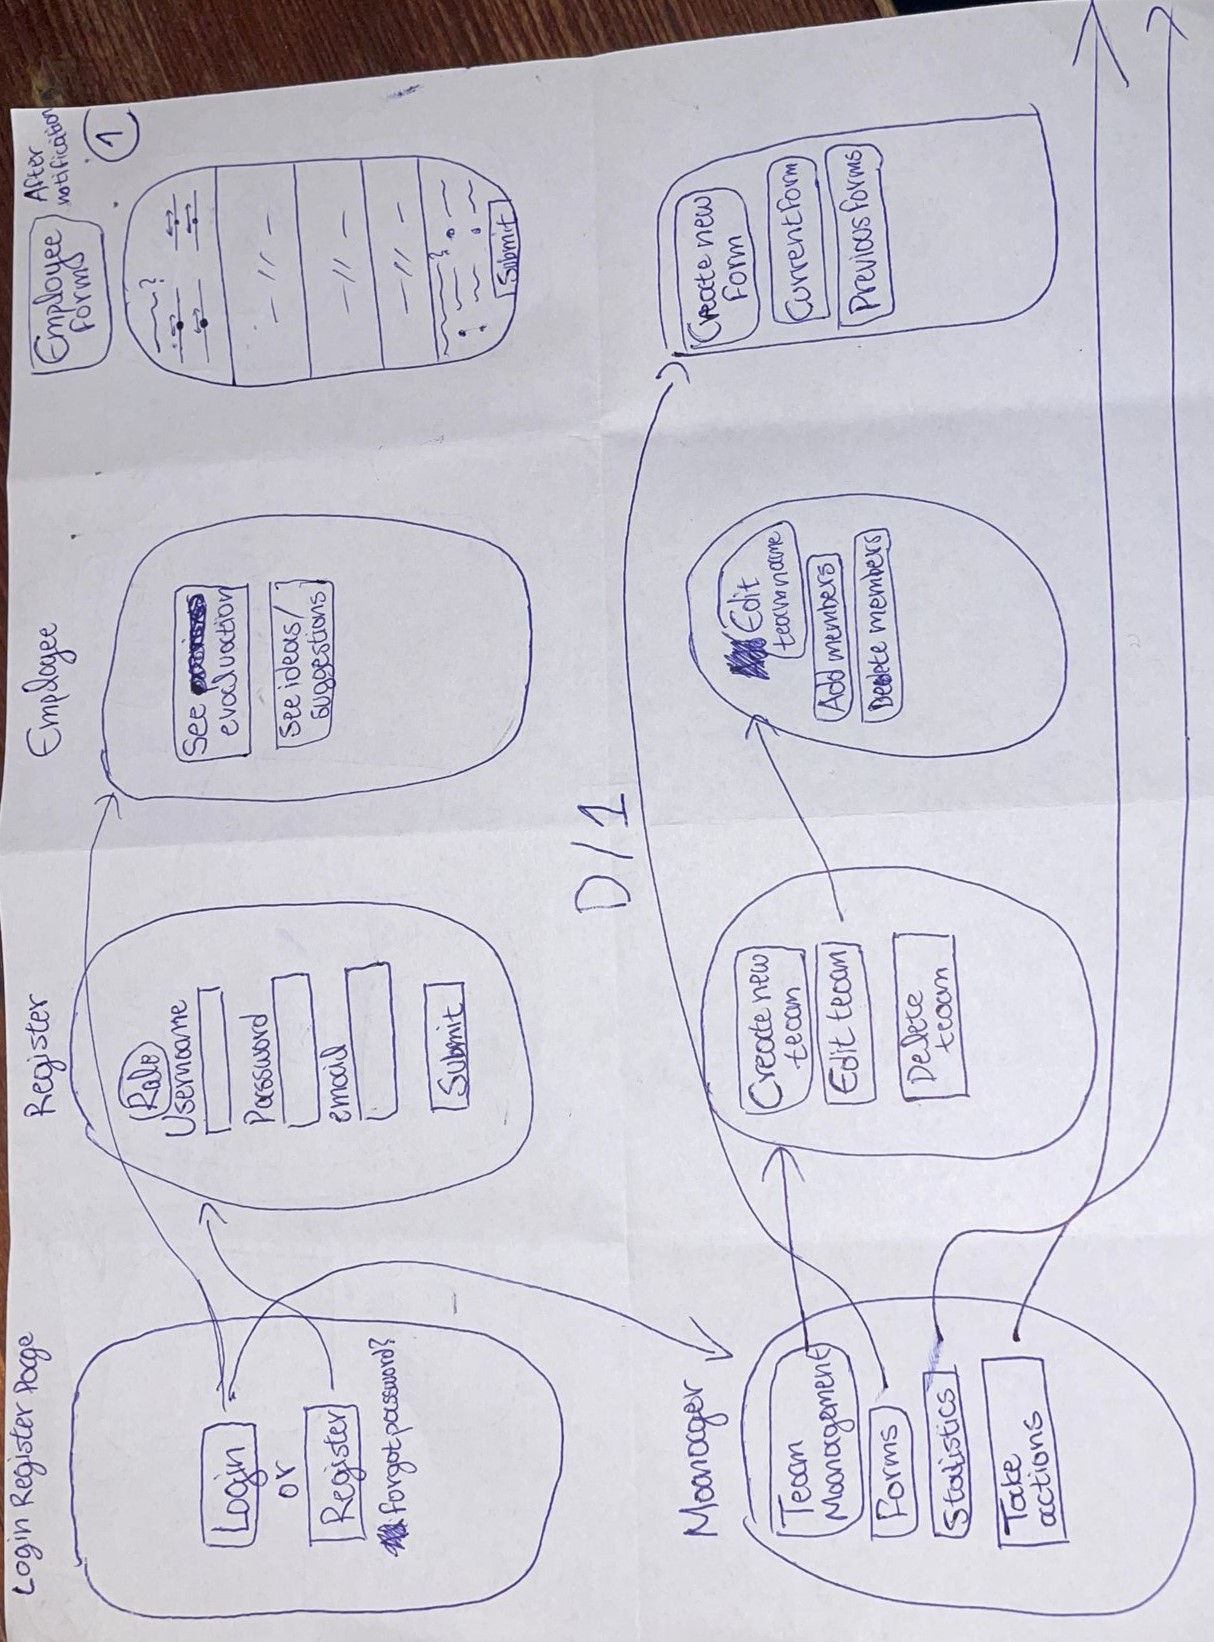 Login Register Page
Login
or
Register
Forgot password?
Register
Role
Username
Password
email
Submit
Employee
See
evaluation
See ideas/
suggestions
Employee
forms
After
notification
1
?
- // -
- // -
- // -
?
Submit
D/1
Manager
Team
Management
Forms
Statistics
Take
actions
Create new
team
Edit team
Delete
team
Edit
team name
Add members
Delete members
Create new
Form
Current form
Previous forms